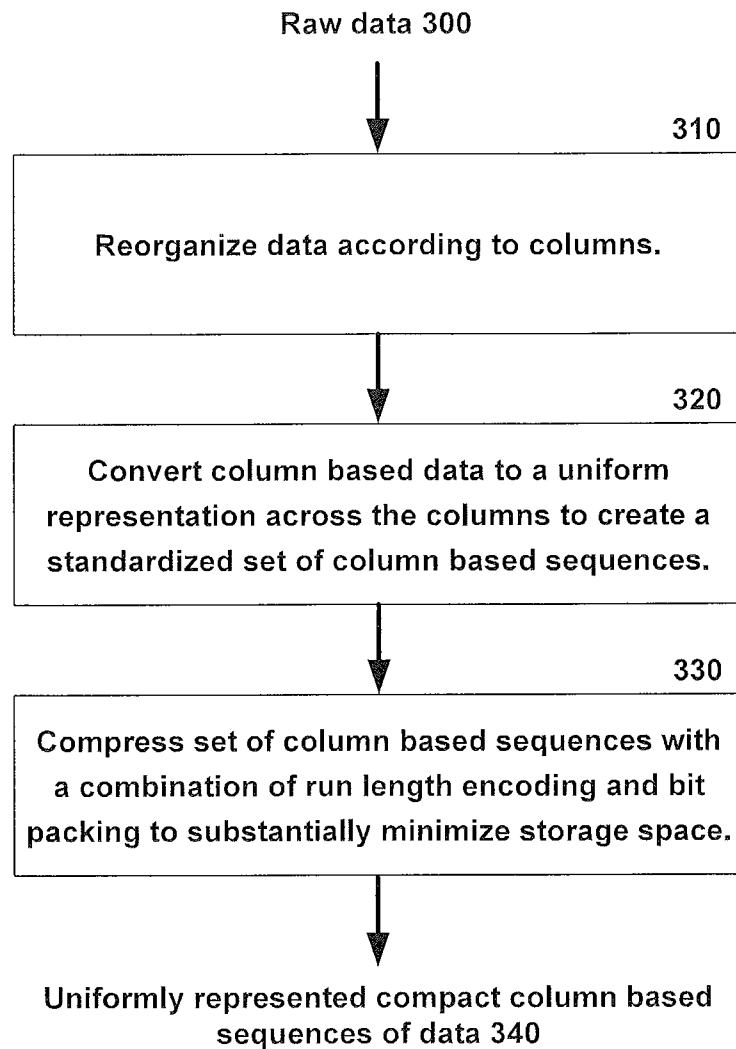 Raw data 300
310
Reorganize data according to columns.
320
Convert column based data to a uniform
representation across the columns to create a
standardized set of column based sequences.
330
Compress set of column based sequences with
a combination of run length encoding and bit
packing to substantially minimize storage space.
Uniformly represented compact column based
sequences of data 340